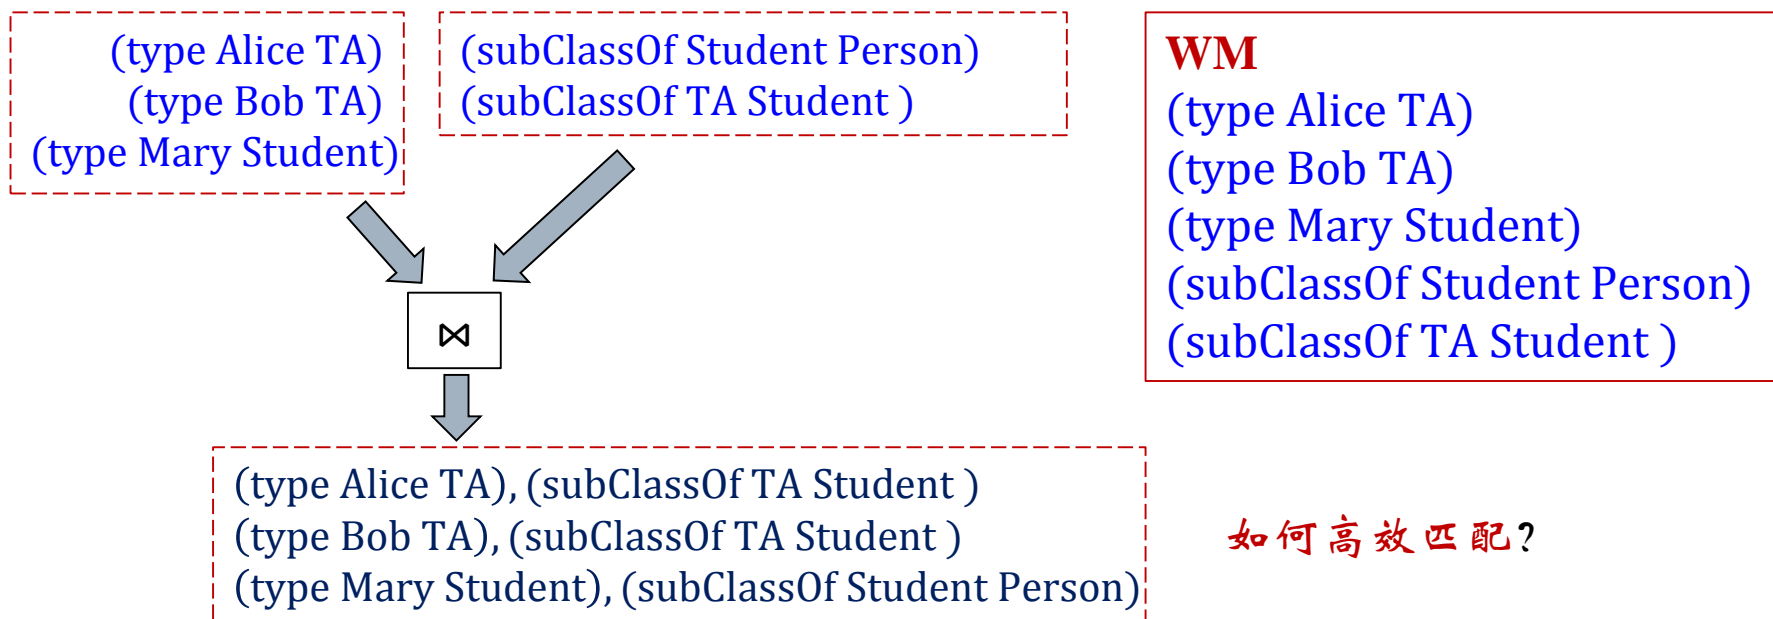 (type Alice TA)
(type Bob TA)
(type Mary Student)
(subClassOf Student Person)
(subClassOf TA Student )
WM
(type Alice TA)
(type Bob TA)
(type Mary Student)
(subClassOf Student Person)
(subClassOf TA Student )
⋈
(type Alice TA), (subClassOf TA Student )
(type Bob TA), (subClassOf TA Student )
(type Mary Student), (subClassOf Student Person)
如何高效匹配?